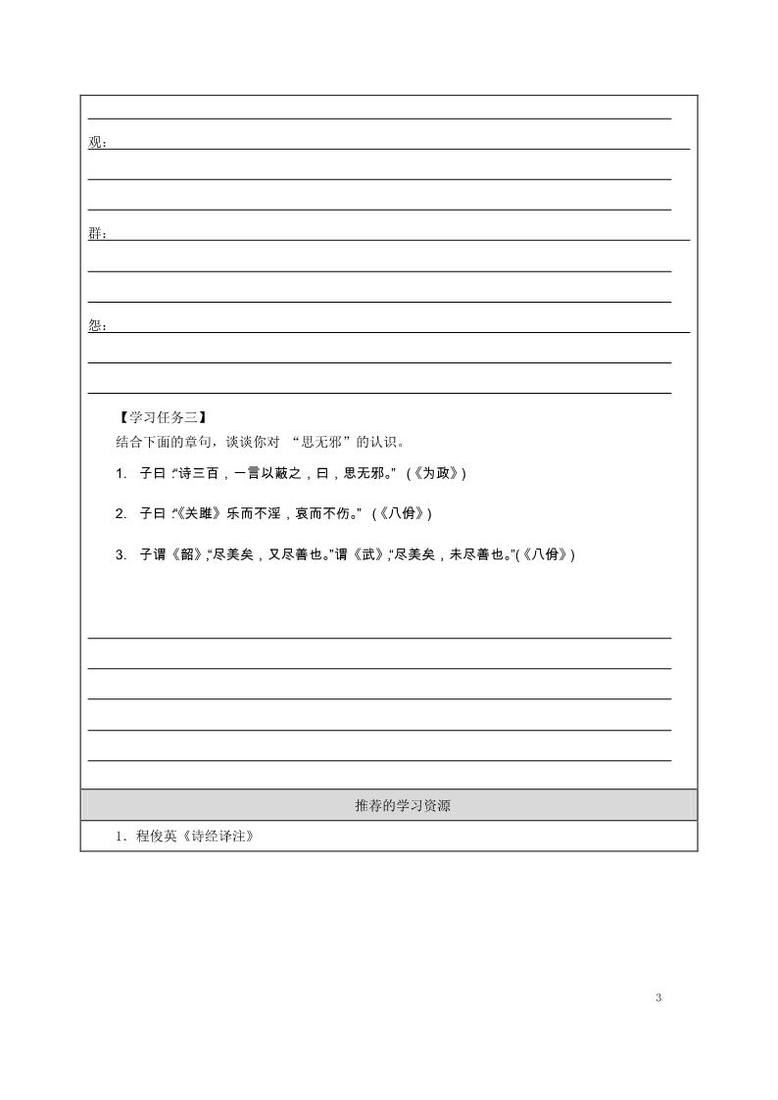 观：
群：
怨：
【学习任务三】
结合下面的章句，谈谈你对 “思无邪”的认识。
1. 子曰：“诗三百，一言以蔽之，曰，思无邪。”（《为政》）
2. 子曰：“《关雎》乐而不淫，哀而不伤。”（《八佾》）
3. 子谓《韶》，“尽美矣，又尽善也。”谓《武》，“尽美矣，未尽善也。”（《八佾》）
推荐的学习资源
1．程俊英《诗经译注》
3